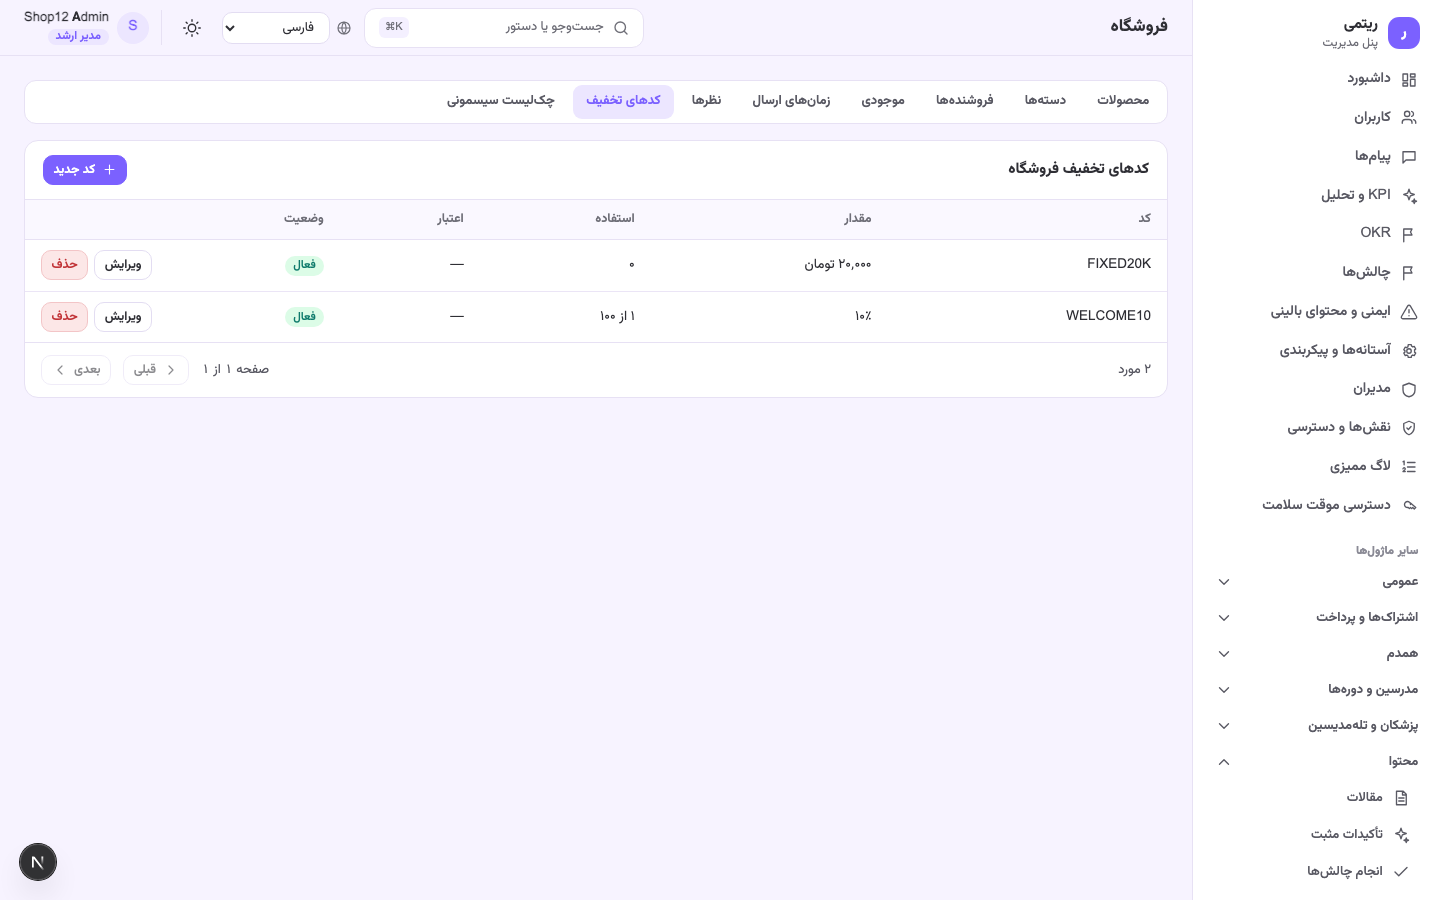 ر
ریتمی
پنل مدیریت
داشبورد
کاربران
پیام‌ها
KPI و تحلیل
OKR
چالش‌ها
ایمنی و محتوای بالینی
آستانه‌ها و پیکربندی
مدیران
نقش‌ها و دسترسی
لاگ ممیزی
دسترسی موقت سلامت
سایر ماژول‌ها
عمومی
اشتراک‌ها و پرداخت
همدم
مدرسین و دوره‌ها
پزشکان و تله‌مدیسین
محتوا
مقالات
تأکیدات مثبت
انجام چالش‌ها
فروشگاه
جست‌وجو یا دستور ⌘K
فارسی
S
Shop12 Admin
مدیر ارشد
محصولات دسته‌ها فروشنده‌ها موجودی زمان‌های ارسال نظرها کدهای تخفیف چک‌لیست سیسمونی
کدهای تخفیف فروشگاه
کد جدید
کد مقدار استفاده اعتبار وضعیت
FIXED20K ۲۰٬۰۰۰ تومان ۰ — فعال ویرایش حذف
WELCOME10 ۱۰٪ ۱ از ۱۰۰ — فعال ویرایش حذف
۲ مورد
صفحه ۱ از ۱ قبلی بعدی
N